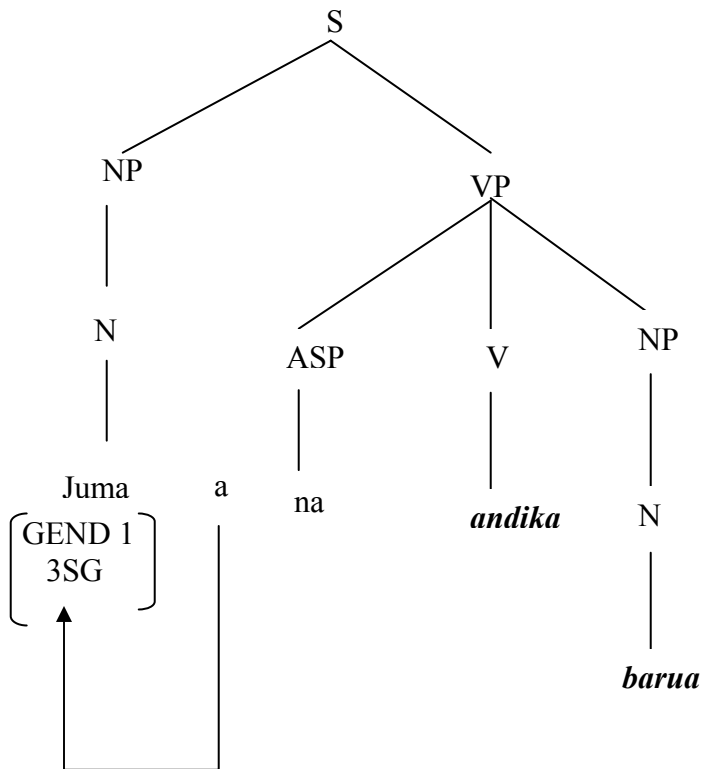 S
NP VP
N ASP V NP
Juma a na andika N
GEND 1
3SG
barua